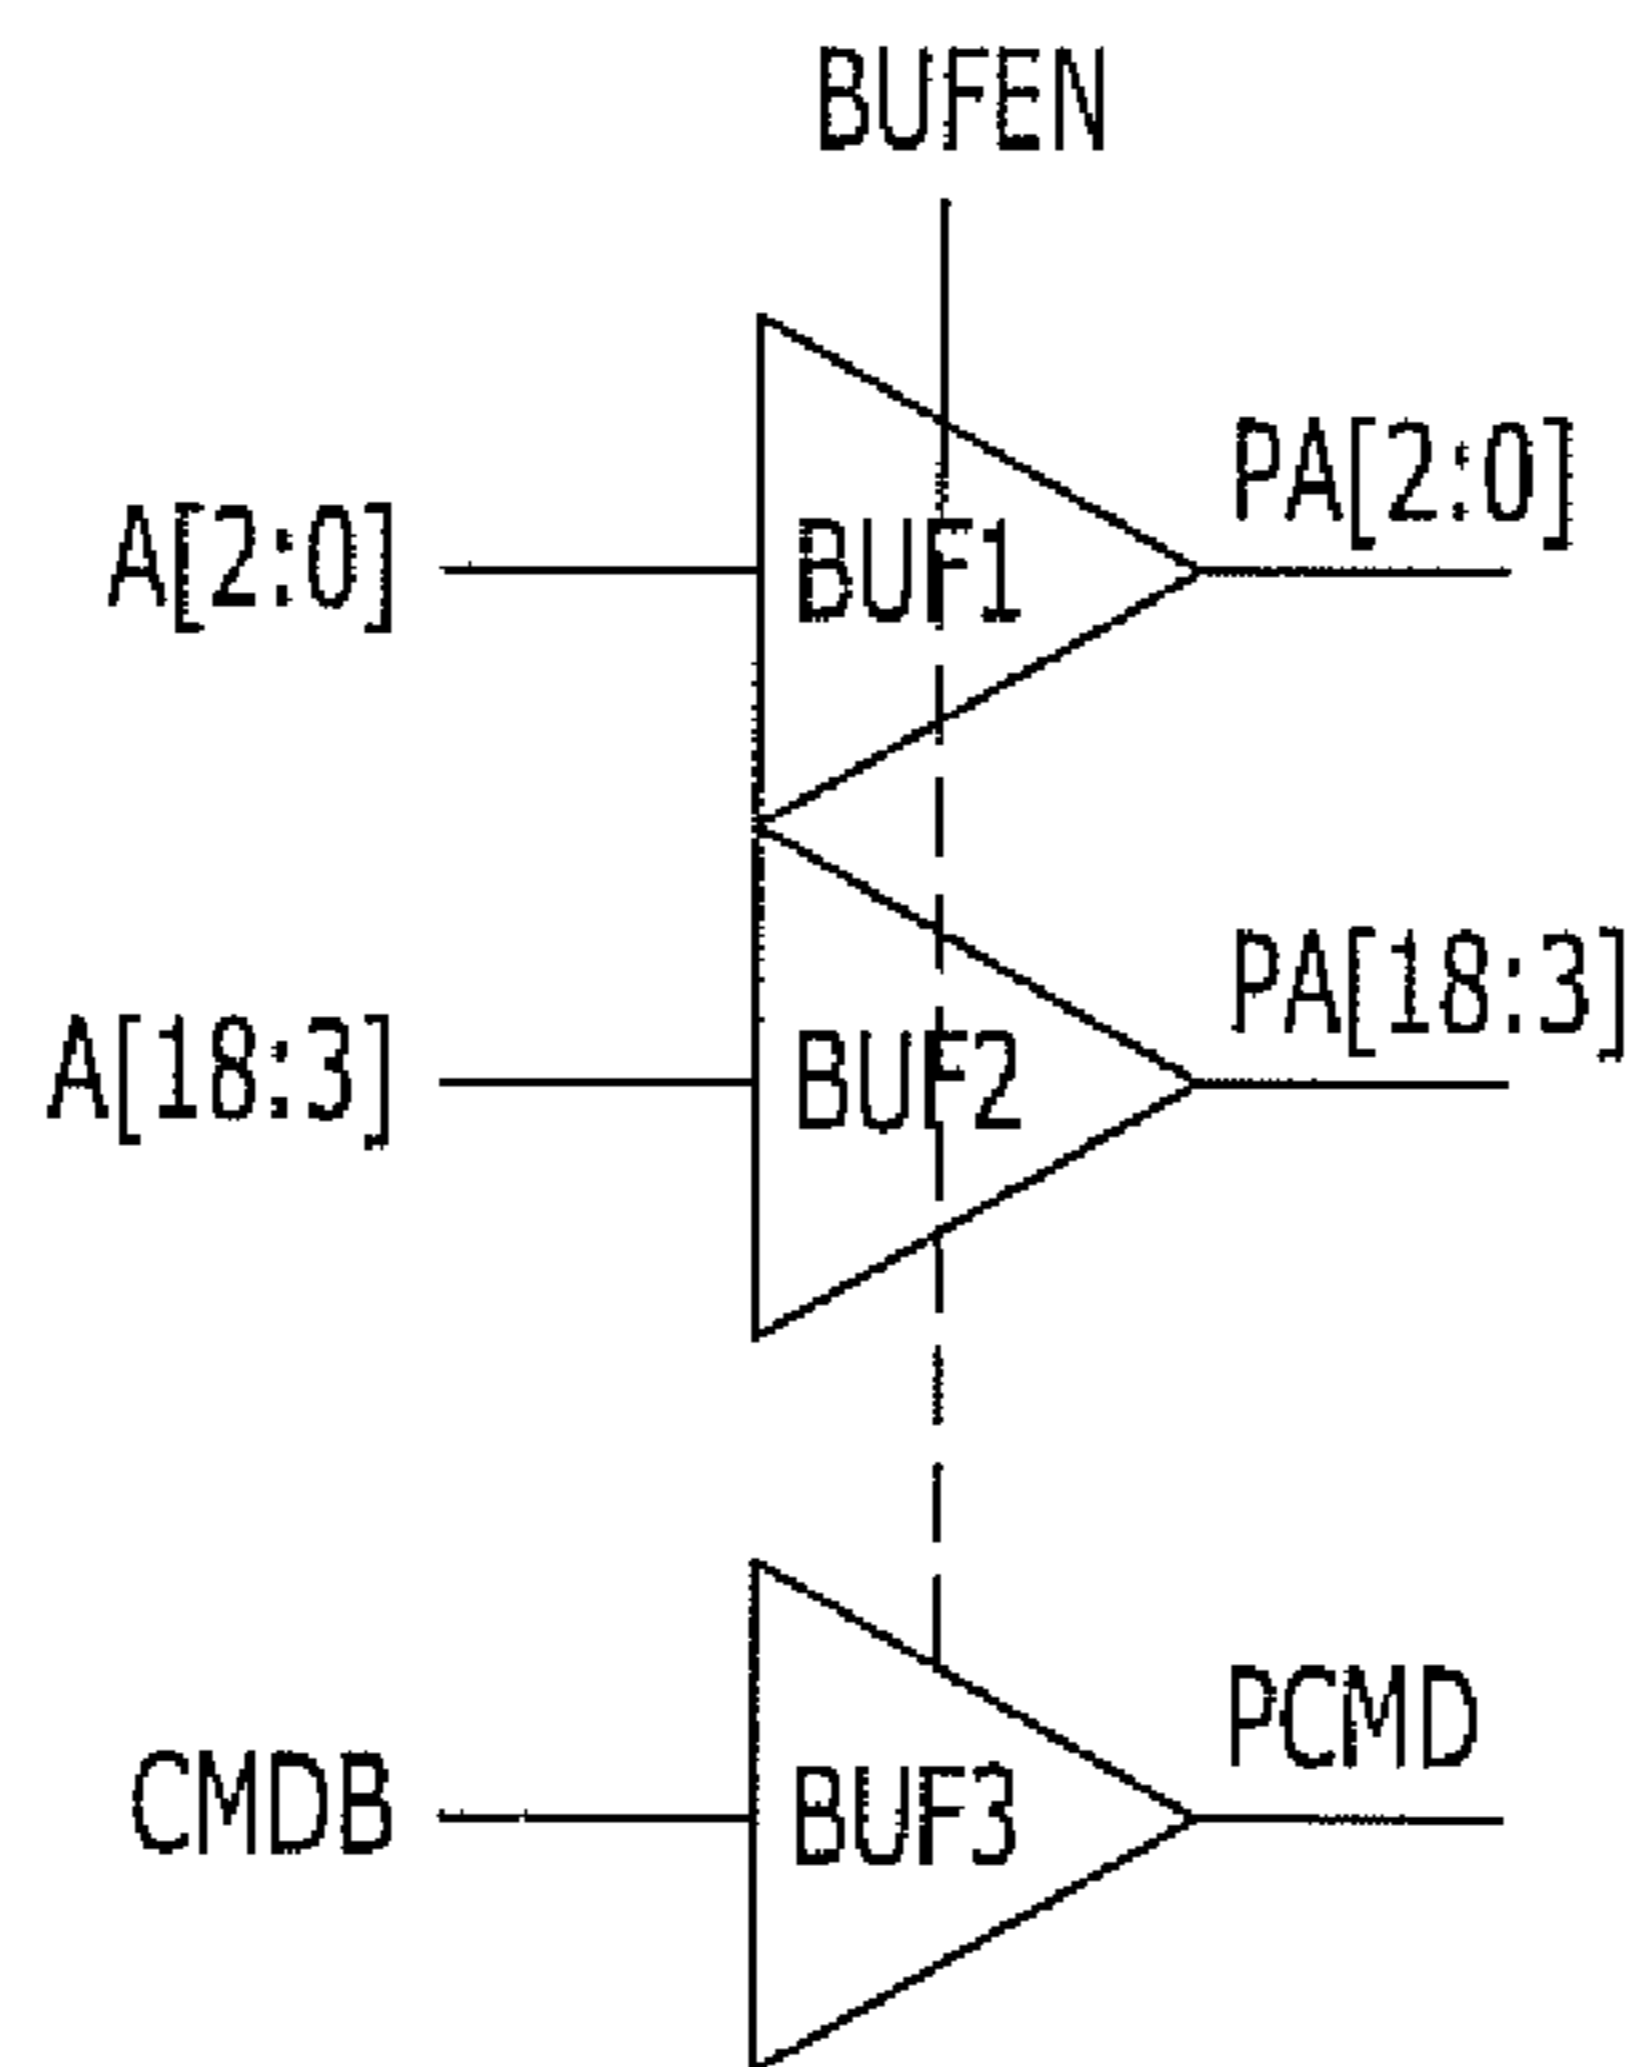 BUFEN
A[2:0]
BUF1
PA[2:0]
A[18:3]
BUF2
PA[18:3]
CMDB
BUF3
PCMD